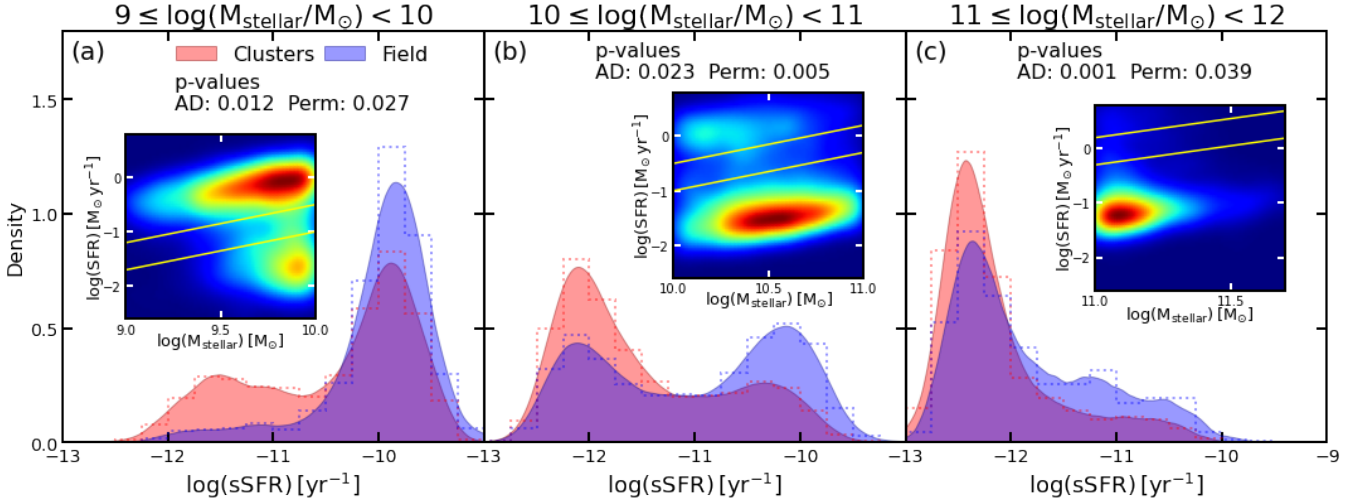 9 ≤ log(M_stellar/M_⊙) < 10
10 ≤ log(M_stellar/M_⊙) < 11
11 ≤ log(M_stellar/M_⊙) < 12
(a)
Clusters
Field
p-values
AD: 0.012 Perm: 0.027
(b)
p-values
AD: 0.023 Perm: 0.005
(c)
p-values
AD: 0.001 Perm: 0.039
Density
1.5
1.0
0.5
0.0
log(SFR) [M_⊙ yr⁻¹]
0
−1
−2
9.0
9.5
10.0
log(M_stellar) [M_⊙]
log(SFR) [M_⊙ yr⁻¹]
0
−1
−2
10.0
10.5
11.0
log(M_stellar) [M_⊙]
log(SFR) [M_⊙ yr⁻¹]
0
−1
−2
11.0
11.5
log(M_stellar) [M_⊙]
−13
−12
−11
−10
−13
−12
−11
−10
−13
−12
−11
−10
−9
log(sSFR) [yr⁻¹]
log(sSFR) [yr⁻¹]
log(sSFR) [yr⁻¹]